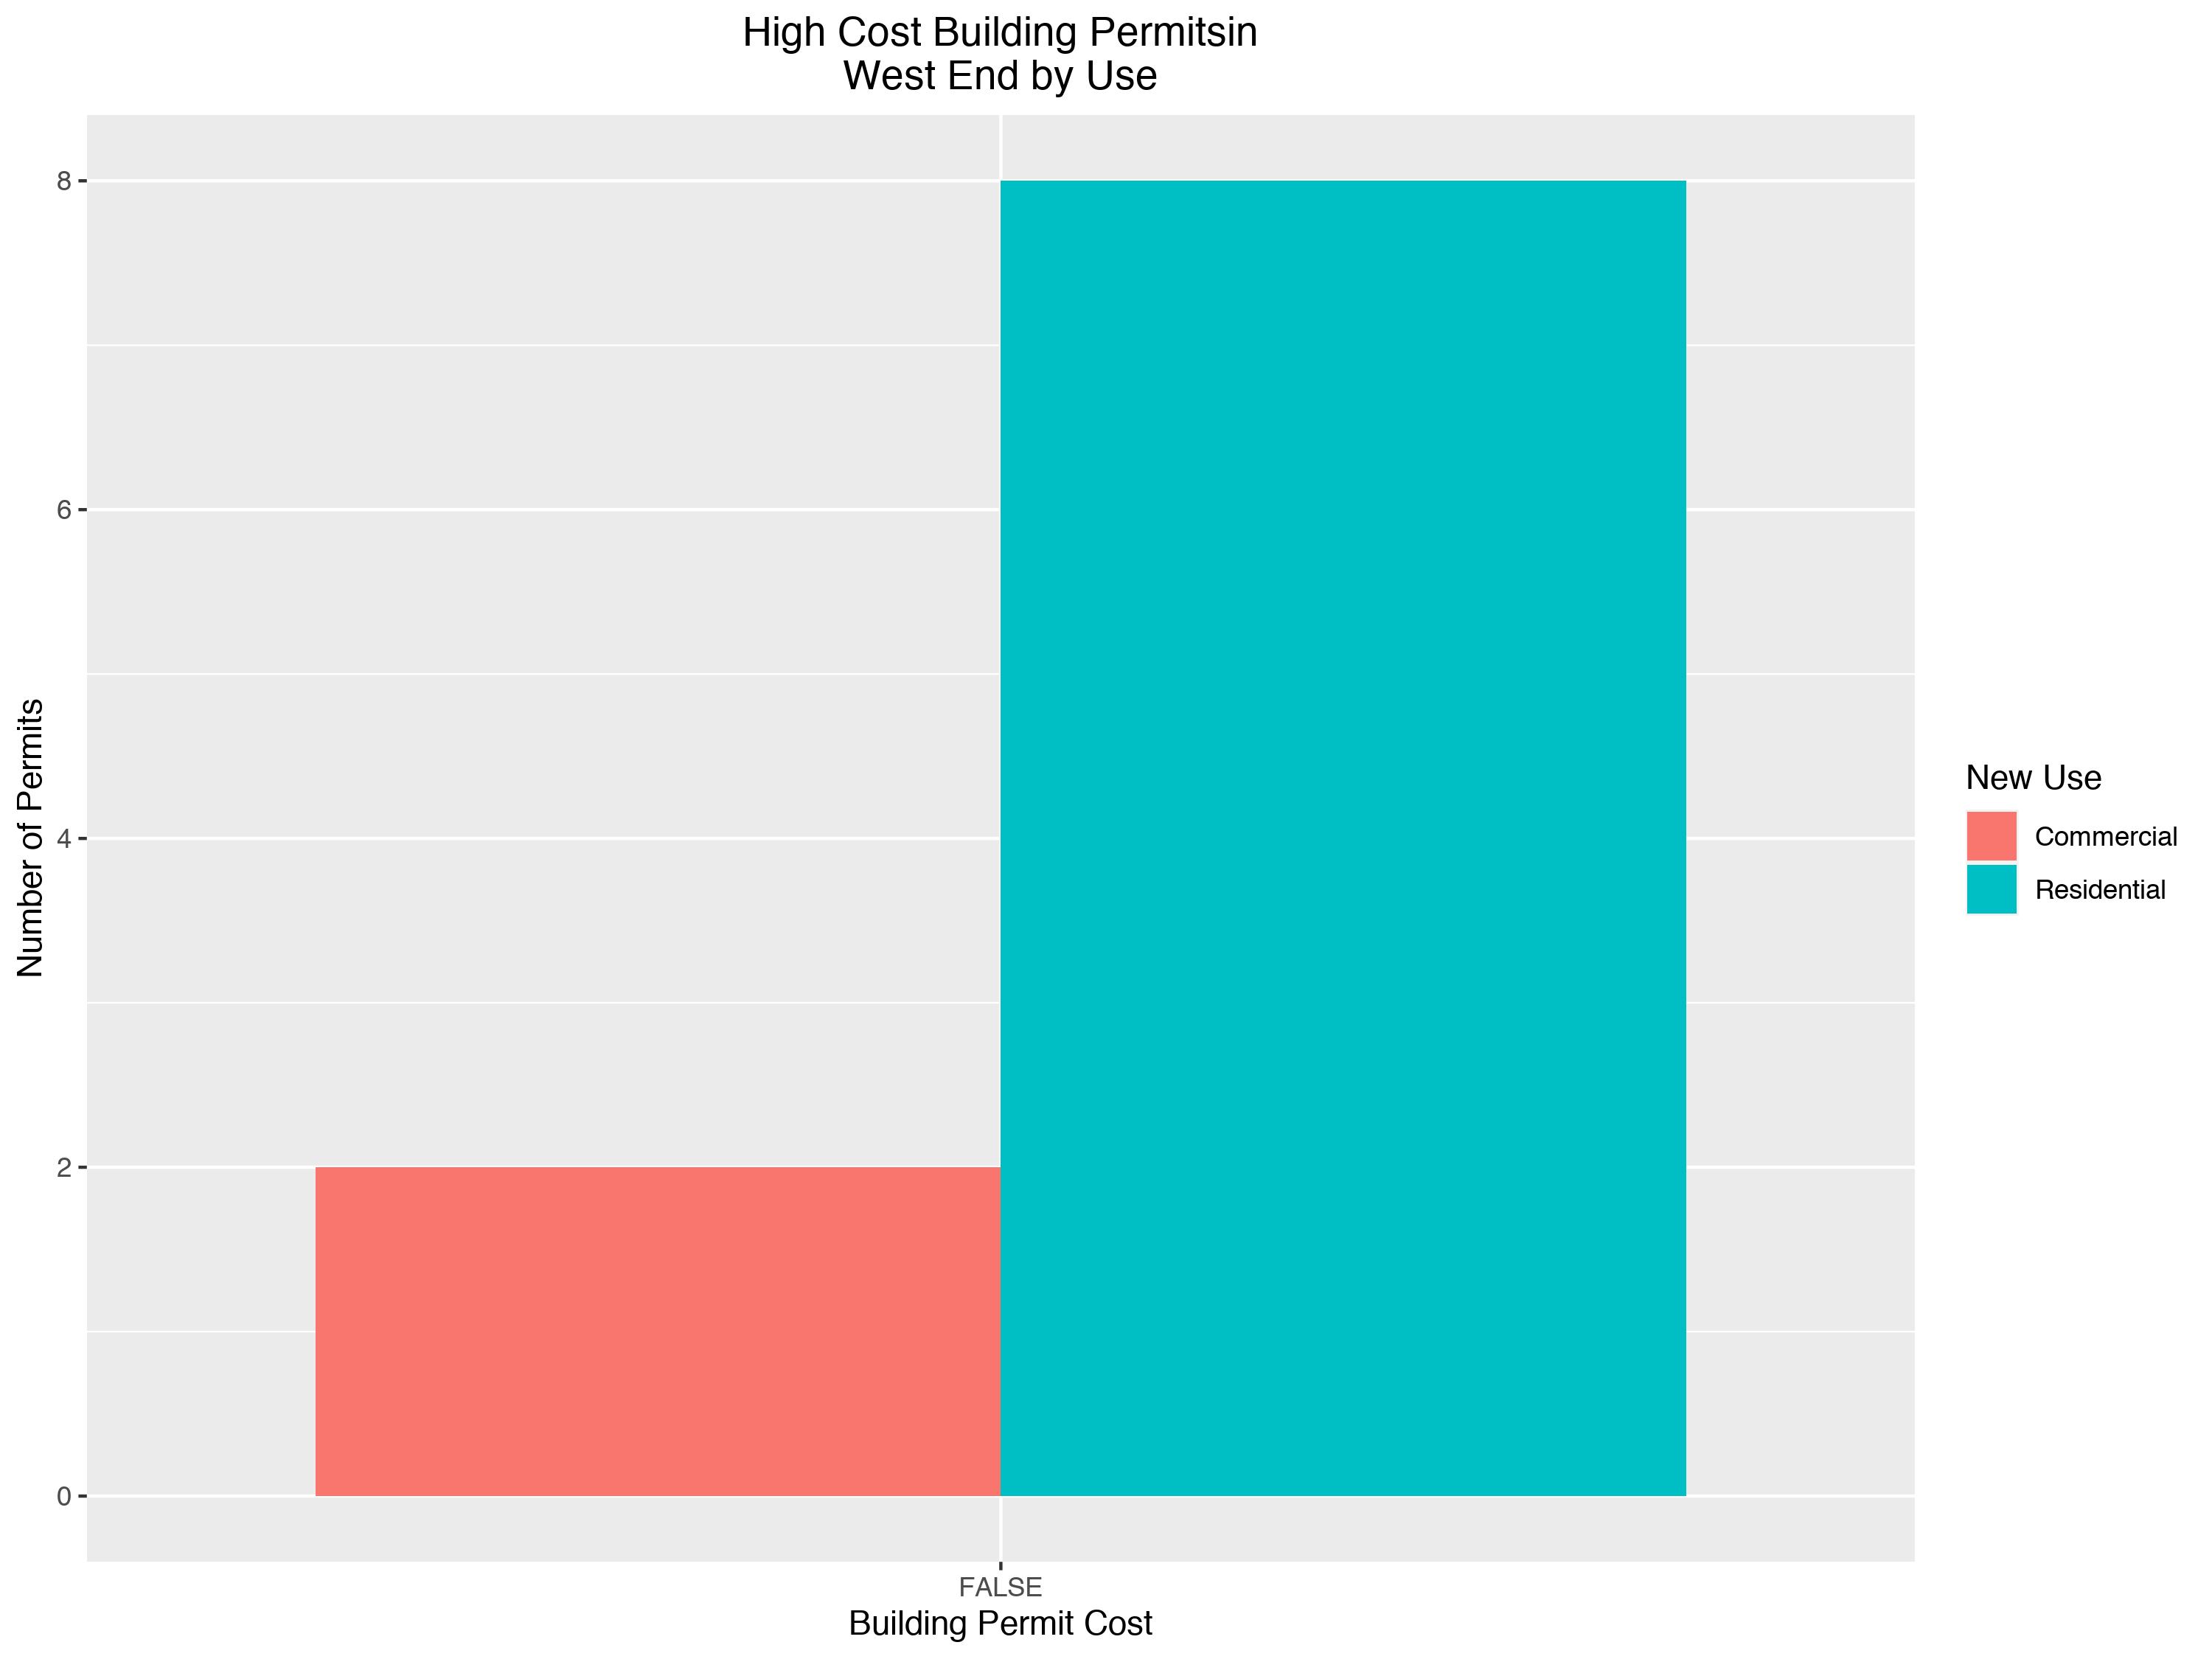 High Cost Building Permitsin
West End by Use
Number of Permits
8
6
4
2
0
FALSE
Building Permit Cost
New Use
Commercial
Residential